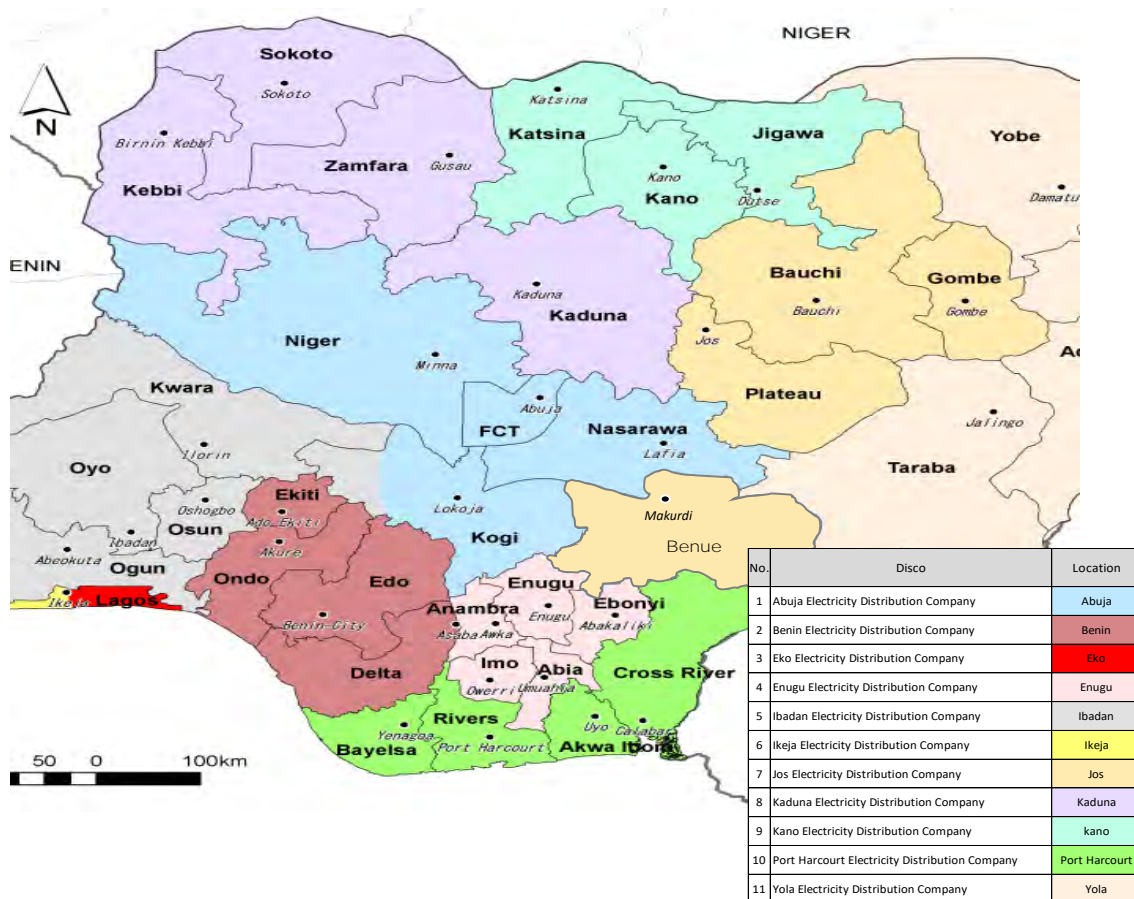 NIGER
Sokoto
Sokoto
N
Katsina
Katsina
Jigawa
Yobe
Birnin Kebbi
Zamfara
Gusau
Kebbi
Kano
Kano
Dutse
Damatu
ENIN
Bauchi
Gombe
Kaduna
Bauchi
Gombe
Kaduna
Niger
Jos
Minna
Ad
Kwara
Plateau
Abuja
FCT
Nasarawa
Jalingo
Ilorin
Lafia
Oyo
Taraba
Ekiti
Oshogbo
Lokoja
Makurdi
Ado Ekiti
Osun
Ibadan
Akure
Kogi
Benue
Abeokuta
Ogun
Ondo
Edo
Enugu
Ikeja
Lagos
Anambra
Ebonyi
Benin-City
Enugu
Abakaliki
Asaba
Awka
Imo
Abia
Delta
Cross River
Owerri
Umuahia
Rivers
Yenagoa
Uyo
Calabar
Bayelsa
Port Harcourt
Akwa Ibom
50 0 100km
No. Disco Location
1 Abuja Electricity Distribution Company Abuja
2 Benin Electricity Distribution Company Benin
3 Eko Electricity Distribution Company Eko
4 Enugu Electricity Distribution Company Enugu
5 Ibadan Electricity Distribution Company Ibadan
6 Ikeja Electricity Distribution Company Ikeja
7 Jos Electricity Distribution Company Jos
8 Kaduna Electricity Distribution Company Kaduna
9 Kano Electricity Distribution Company kano
10 Port Harcourt Electricity Distribution Company Port Harcourt
11 Yola Electricity Distribution Company Yola